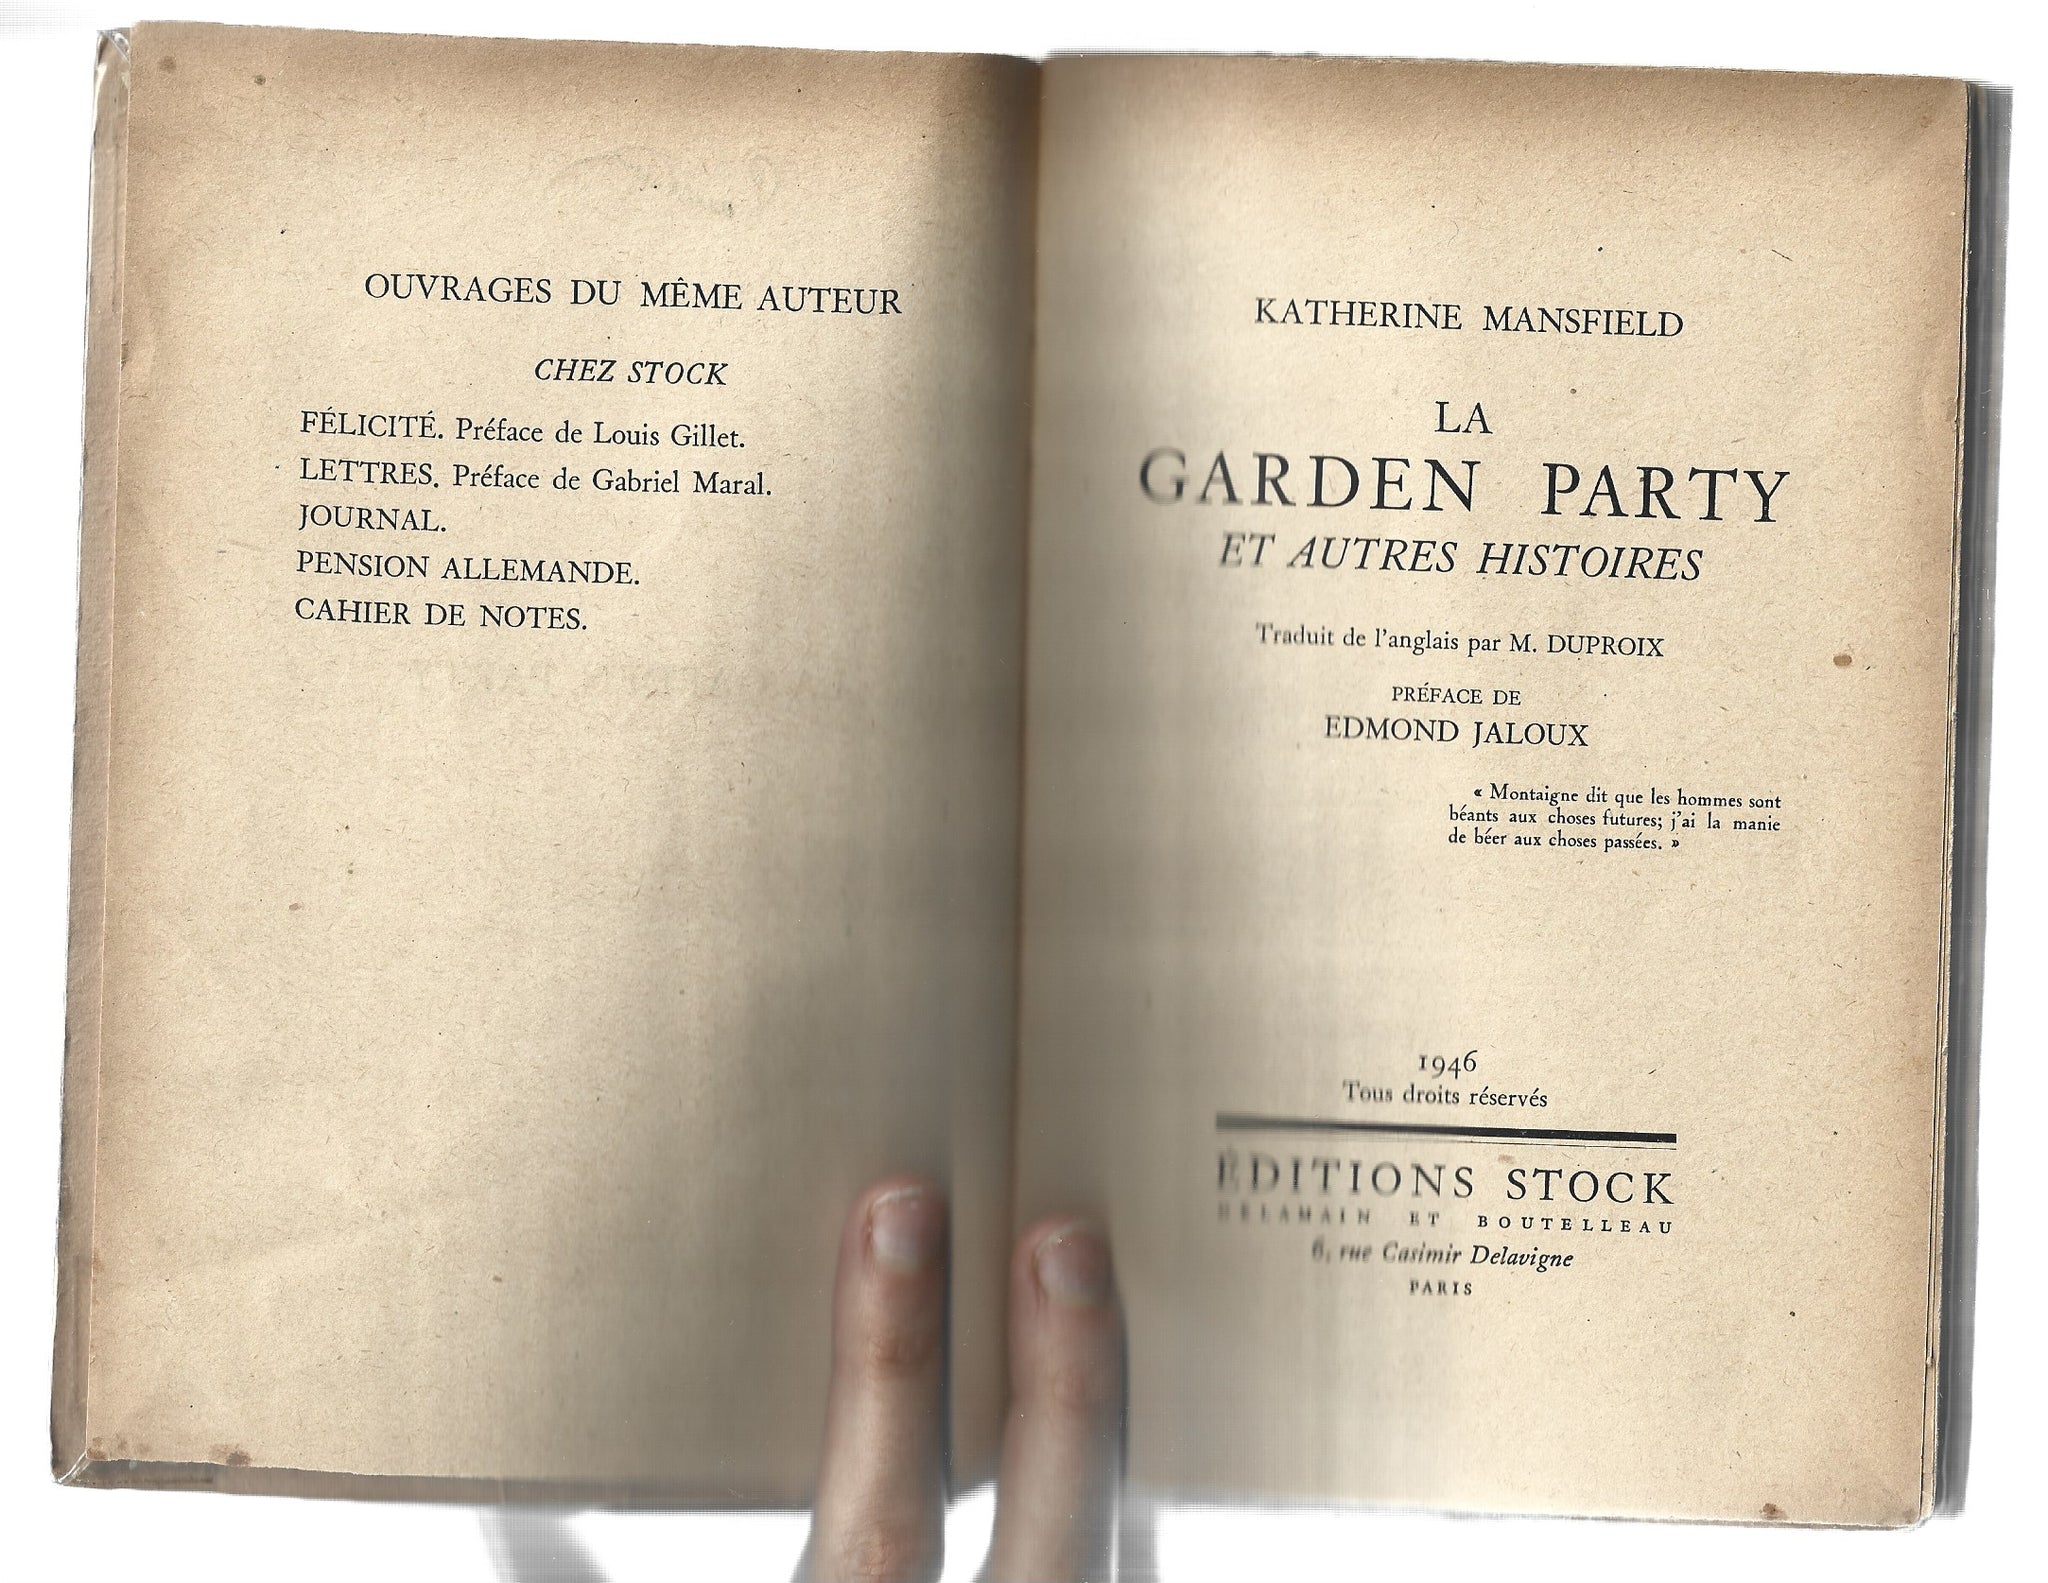 OUVRAGES DU MÊME AUTEUR
CHEZ STOCK
FÉLICITÉ. Préface de Louis Gillet.
LETTRES. Préface de Gabriel Maral.
JOURNAL.
PENSION ALLEMANDE.
CAHIER DE NOTES.
KATHERINE MANSFIELD
LA
GARDEN PARTY
ET AUTRES HISTOIRES
Traduit de l'anglais par M. DUPROIX
PRÉFACE DE
EDMOND JALOUX
« Montaigne dit que les hommes sont
béants aux choses futures; j'ai la manie
de béer aux choses passées. »
1946
Tous droits réservés
ÉDITIONS STOCK
DELAMAIN ET BOUTELLEAU
6, rue Casimir Delavigne
PARIS